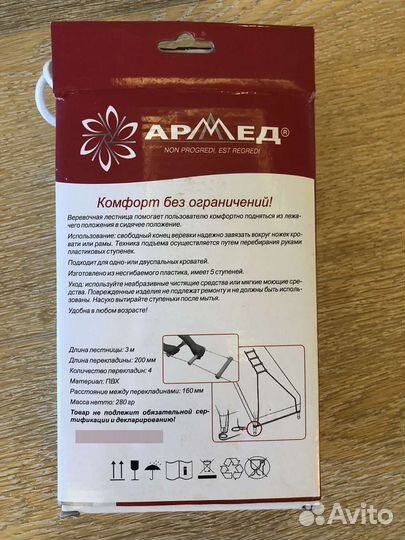 АРМЕД®
NON PROGREDI, EST REGREDI
Комфорт без ограничений!
Веревочная лестница помогает пользователю комфортно подняться из лежа-
чего положения в сидячее положение.
Использование: свободный конец веревки надежно завязать вокруг ножек кро-
вати или рамы. Техника подъема осуществляется путем перебирания руками
пластиковых ступенек.
Подходит для одно-или двуспальных кроватей.
Изготовлено из несгибаемого пластика, имеет 5 ступеней.
Уход: используйте неабразивные чистящие средства или мягкие моющие сред-
ства. Поврежденные изделия не подлежат ремонту и не должны быть исполь-
зованы. Насухо вытирайте ступеньки после мытья.
Удобна в любом возрасте!
Длина лестницы: 3 м
Длина перекладины: 200 мм
Количество перекладин: 4
Материал: ПВХ
Расстояние между перекладинами: 160 мм
Масса нетто: 280 гр
Товар не подлежит обязательной сер-
тификации и декларированию!
Avito